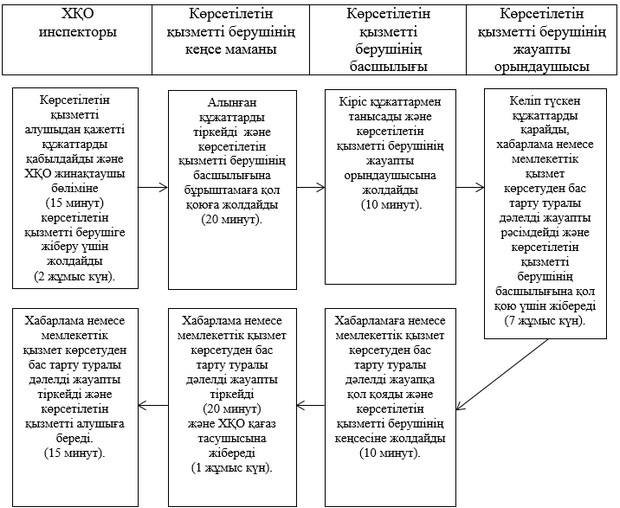 ХҚО
инспекторы
Көрсетілетін
қызметті берушінің
кеңсе маманы
Көрсетілетін
қызметті
берушінің
басшылығы
Көрсетілетін
қызметті берушінің
жауапты
орындаушысы
Көрсетілетін
қызметті
алушыдан қажетті
құжаттарды
қабылдайды және
ХҚО жинақтаушы
бөліміне
(15 минут)
көрсетілетін
қызметті берушіге
жіберу үшін
жолдайды
(2 жұмыс күн).
Алынған
құжаттарды
тіркейді және
көрсетілетін
қызметті берушінің
басшылығына
бұрыштамаға қол
қоюға жолдайды
(20 минут).
Кіріс құжаттармен
танысады және
көрсетілетін
қызметті берушінің
жауапты
орындаушысына
жолдайды
(10 минут).
Келіп түскен
құжаттарды
қарайды,
хабарлама немесе
мемлекеттік
қызмет
көрсетуден бас
тарту туралы
дәлелді жауапты
рәсімдейді және
көрсетілетін
қызметті
берушінің
басшылығына қол
қою үшін жібереді
(7 жұмыс күн).
Хабарлама немесе
мемлекеттік
қызмет көрсетуден
бас тарту туралы
дәлелді жауапты
тіркейді және
көрсетілетін
қызметті алушыға
береді.
(15 минут).
Хабарлама немесе
мемлекеттік қызмет
көрсетуден бас
тарту туралы
дәлелді жауапты
тіркейді
(20 минут)
және ХҚО қағаз
тасушысына
жібереді
(1 жұмыс күн).
Хабарламаға немесе
мемлекеттік қызмет
көрсетуден бас
тарту туралы
дәлелді жауапқа
қол қояды және
көрсетілетін
қызметті берушінің
кеңсесіне жолдайды
(10 минут).